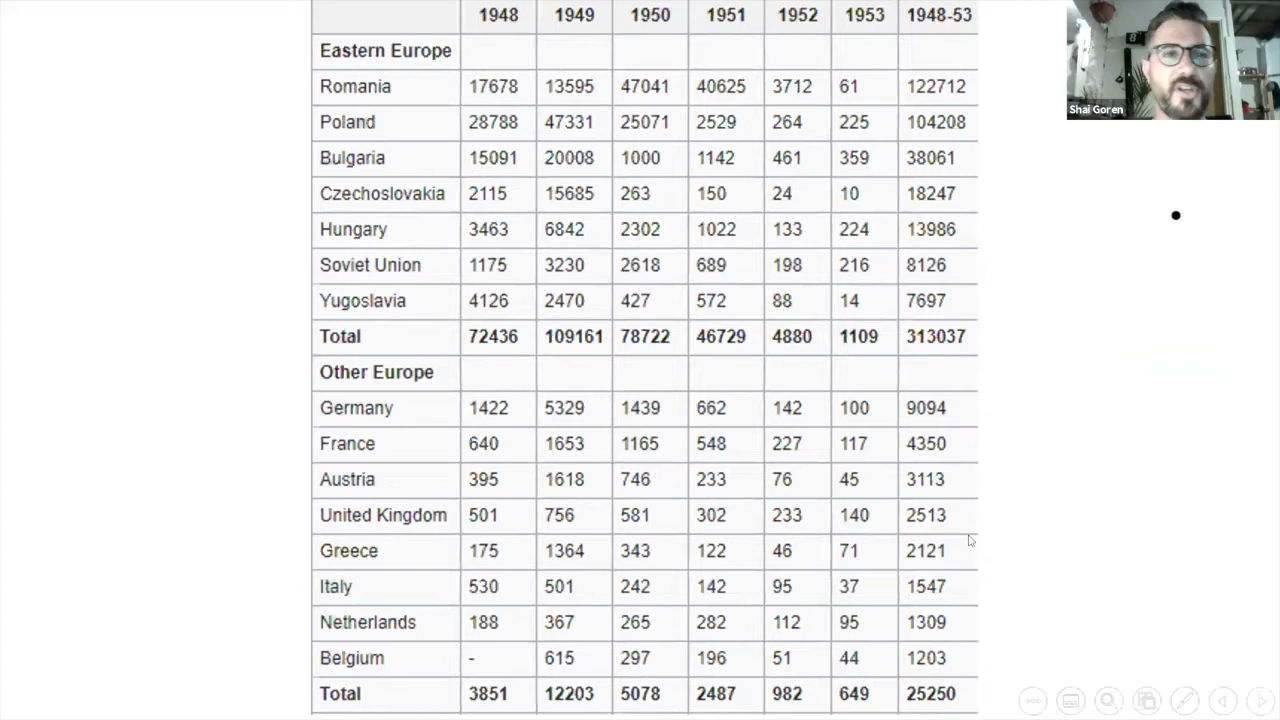 1948 1949 1950 1951 1952 1953 1948-53
Eastern Europe
Romania 17678 13595 47041 40625 3712 61 122712
Poland 28788 47331 25071 2529 264 225 104208
Bulgaria 15091 20008 1000 1142 461 359 38061
Czechoslovakia 2115 15685 263 150 24 10 18247
Hungary 3463 6842 2302 1022 133 224 13986
Soviet Union 1175 3230 2618 689 198 216 8126
Yugoslavia 4126 2470 427 572 88 14 7697
Total 72436 109161 78722 46729 4880 1109 313037
Other Europe
Germany 1422 5329 1439 662 142 100 9094
France 640 1653 1165 548 227 117 4350
Austria 395 1618 746 233 76 45 3113
United Kingdom 501 756 581 302 233 140 2513
Greece 175 1364 343 122 46 71 2121
Italy 530 501 242 142 95 37 1547
Netherlands 188 367 265 282 112 95 1309
Belgium - 615 297 196 51 44 1203
Total 3851 12203 5078 2487 982 649 25250
Shai Goren